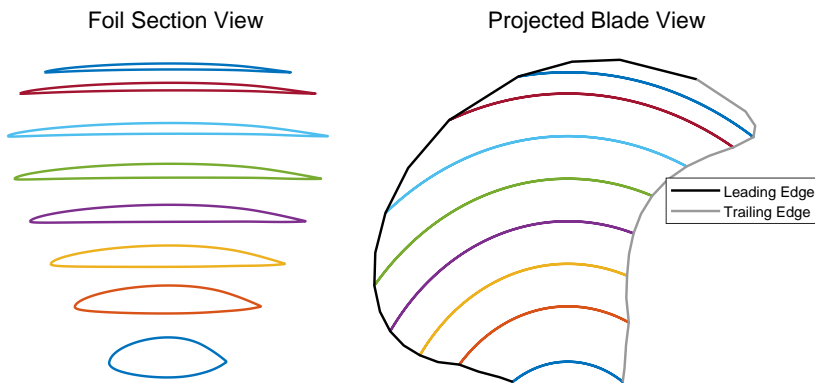 Foil Section View
Projected Blade View
Leading Edge
Trailing Edge